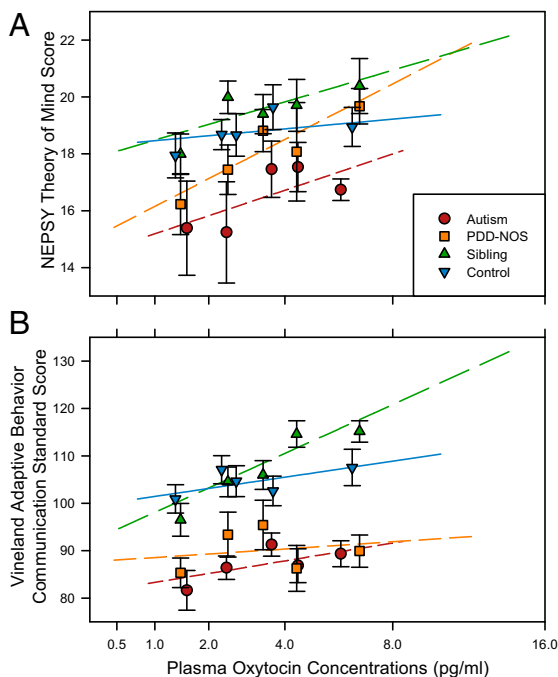 A
22
20
18
16
14
NEPSY Theory of Mind Score
Autism
PDD-NOS
Sibling
Control
B
130
120
110
100
90
80
Vineland Adaptive Behavior
Communication Standard Score
0.5 1.0 2.0 4.0 8.0 16.0
Plasma Oxytocin Concentrations (pg/ml)